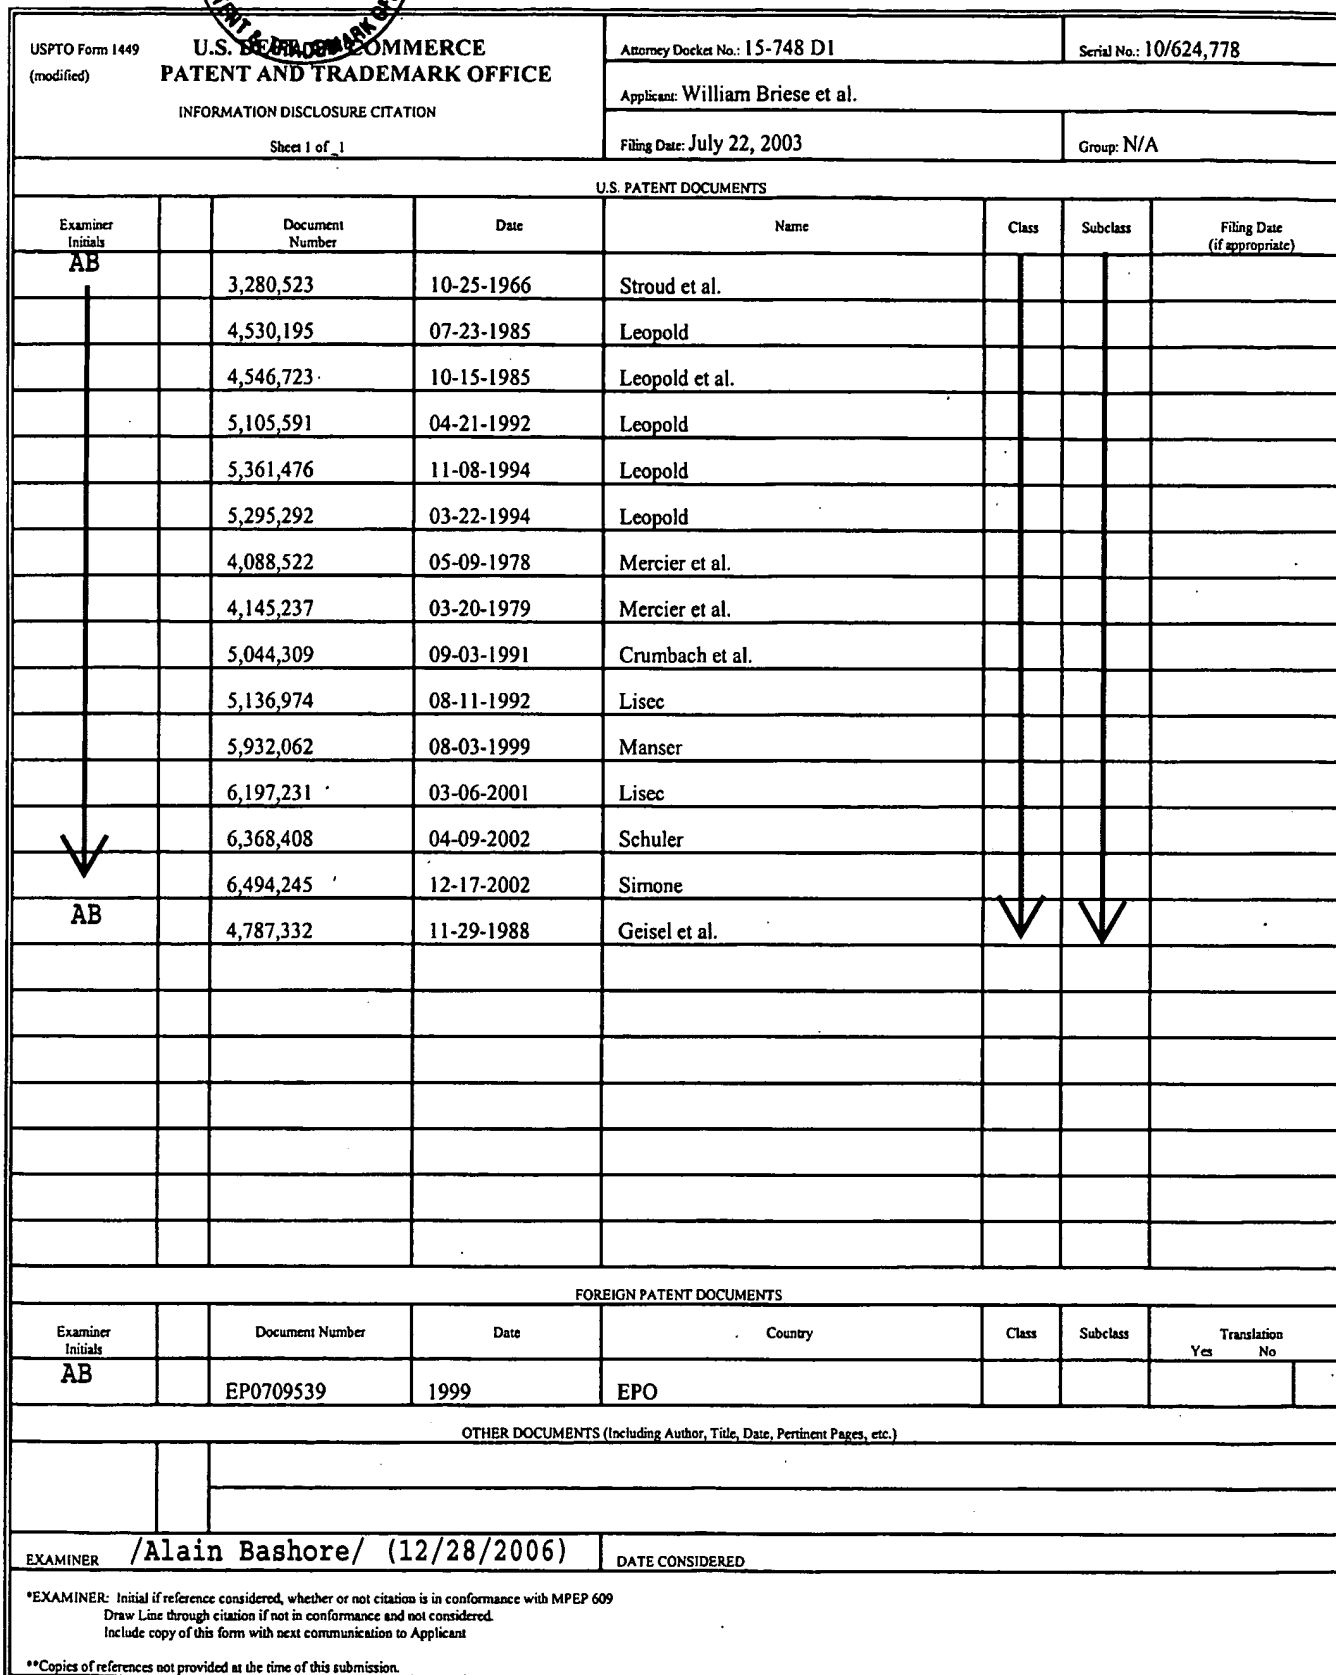 USPTO Form 1449
(modified)
U.S. DEPT. OF COMMERCE
PATENT AND TRADEMARK OFFICE
INFORMATION DISCLOSURE CITATION
Sheet 1 of _1
Attorney Docket No.: 15-748 D1
Serial No.: 10/624,778
Applicant: William Briese et al.
Filing Date: July 22, 2003
Group: N/A
U.S. PATENT DOCUMENTS
Examiner Initials Document Number Date Name Class Subclass Filing Date (if appropriate)
AB
3,280,523 10-25-1966 Stroud et al.
4,530,195 07-23-1985 Leopold
4,546,723 10-15-1985 Leopold et al.
5,105,591 04-21-1992 Leopold
5,361,476 11-08-1994 Leopold
5,295,292 03-22-1994 Leopold
4,088,522 05-09-1978 Mercier et al.
4,145,237 03-20-1979 Mercier et al.
5,044,309 09-03-1991 Crumbach et al.
5,136,974 08-11-1992 Lisec
5,932,062 08-03-1999 Manser
6,197,231 03-06-2001 Lisec
6,368,408 04-09-2002 Schuler
6,494,245 12-17-2002 Simone
AB
4,787,332 11-29-1988 Geisel et al.
FOREIGN PATENT DOCUMENTS
Examiner Initials Document Number Date Country Class Subclass Translation Yes No
AB
EP0709539 1999 EPO
OTHER DOCUMENTS (Including Author, Title, Date, Pertinent Pages, etc.)
EXAMINER /Alain Bashore/ (12/28/2006) DATE CONSIDERED
*EXAMINER: Initial if reference considered, whether or not citation is in conformance with MPEP 609
Draw Line through citation if not in conformance and not considered.
Include copy of this form with next communication to Applicant
**Copies of references not provided at the time of this submission.